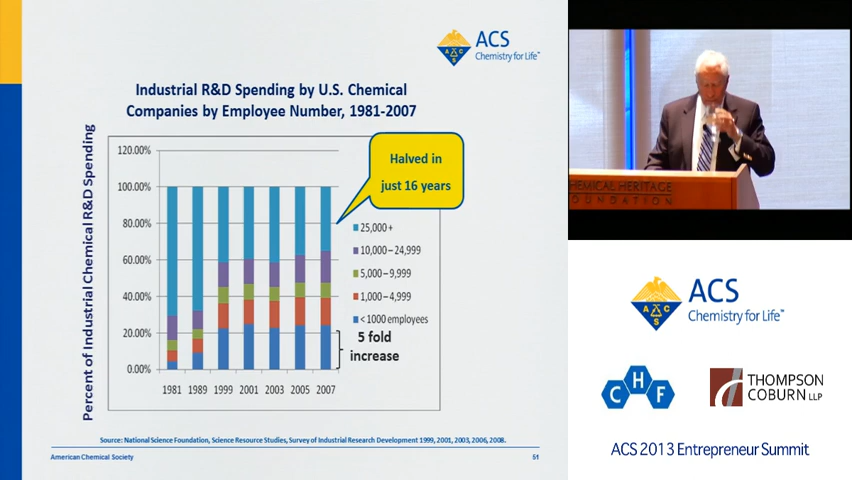 ACS
Chemistry for Life™
Industrial R&D Spending by U.S. Chemical
Companies by Employee Number, 1981-2007
Percent of Industrial Chemical R&D Spending
120.00%
100.00%
80.00%
60.00%
40.00%
20.00%
0.00%
1981 1989 1999 2001 2003 2005 2007
Halved in
just 16 years
25,000 +
10,000 – 24,999
5,000 – 9,999
1,000 – 4,999
< 1000 employees
5 fold
increase
Source: National Science Foundation, Science Resource Studies, Survey of Industrial Research Development 1999, 2001, 2003, 2006, 2008.
American Chemical Society
51
CHEMICAL HERITAGE
FOUNDATION
A C S
ACS
Chemistry for Life™
C H F
THOMPSON
COBURN LLP
ACS 2013 Entrepreneur Summit